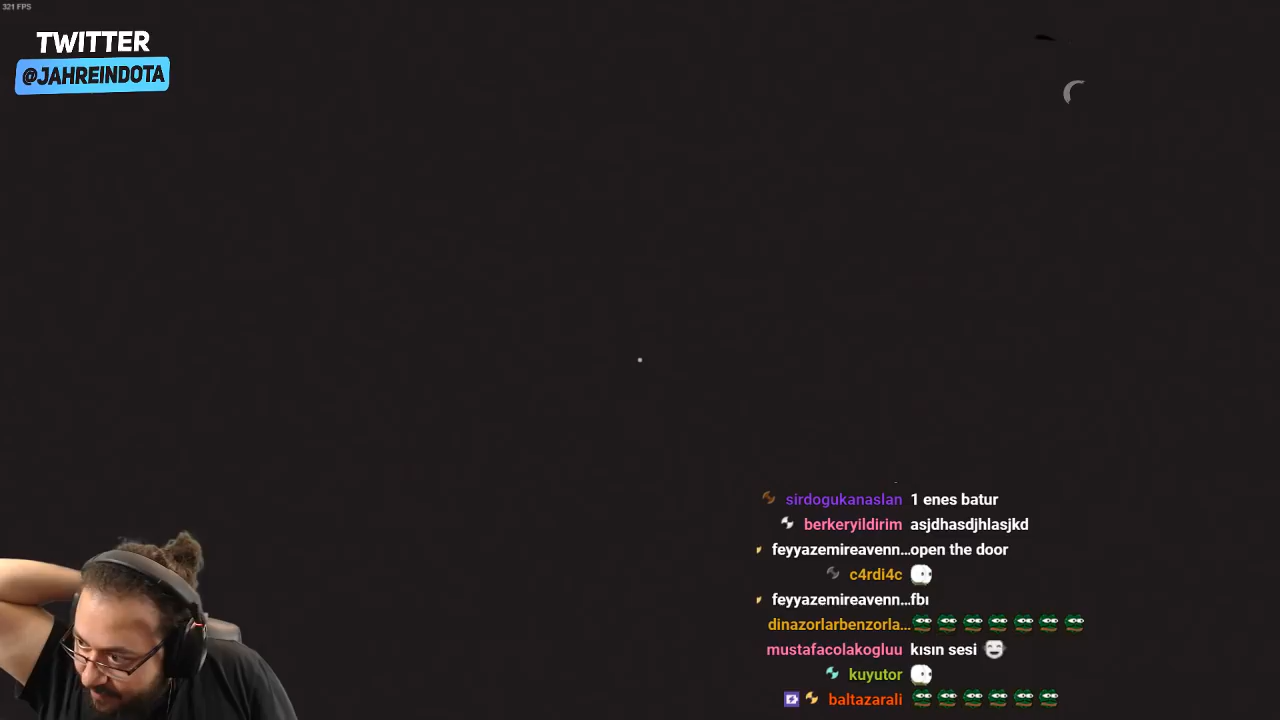 321 FPS
TWITTER
@JAHREINDOTA
sirdogukanaslan 1 enes batur
berkeryildirim asjdhasdjhlasjkd
feyyazemireavenn...open the door
c4rdi4c
feyyazemireavenn...fbı
dinazorlarbenzorla...
mustafacolakogluu kısın sesi
kuyutor
baltazarali